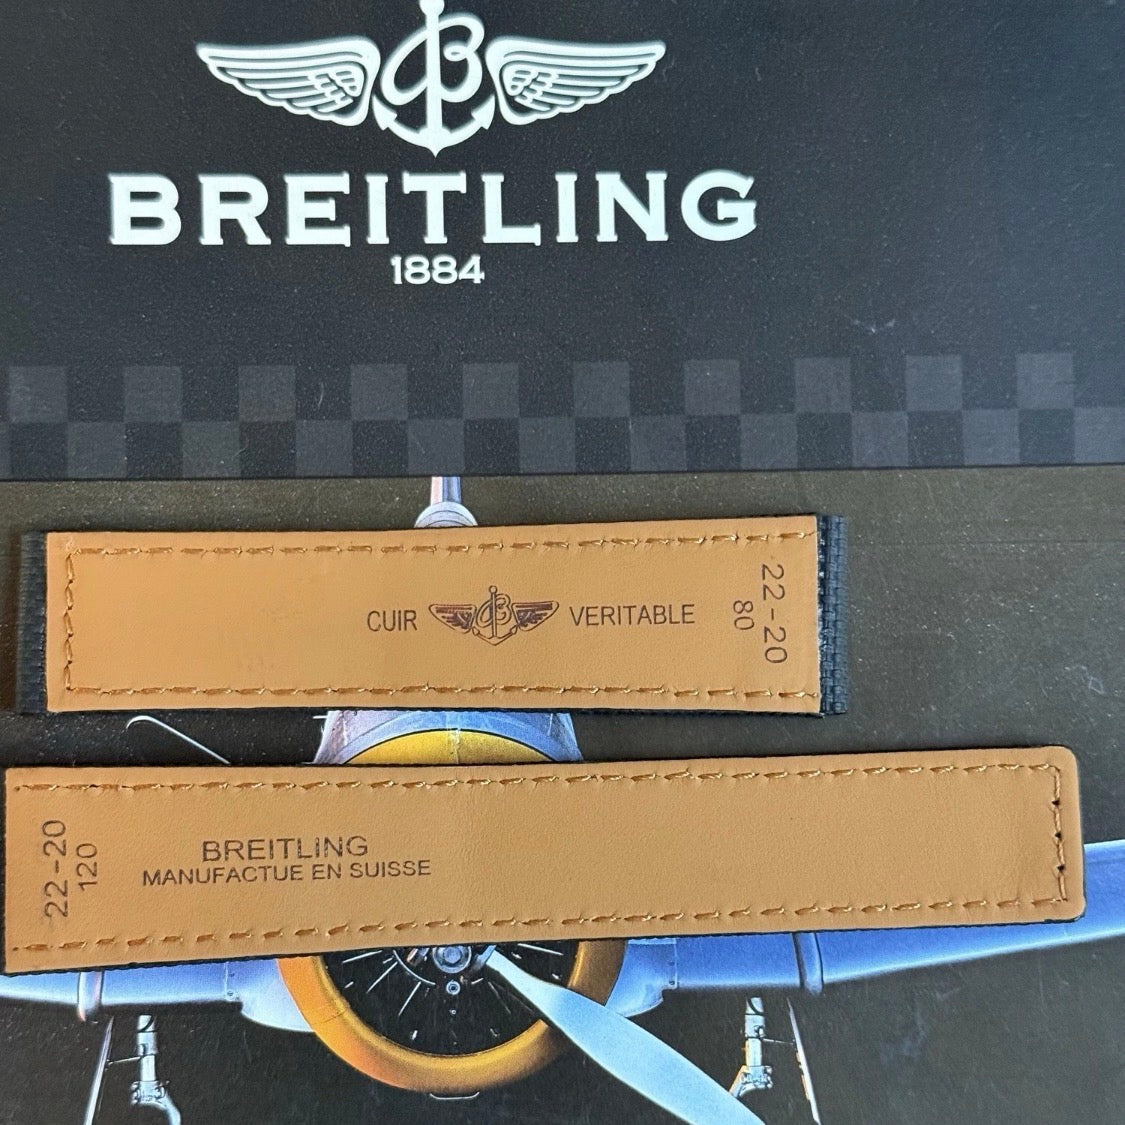 BREITLING
1884
CUIR VERITABLE
22-20
80
22-20
120
BREITLING
MANUFACTUE EN SUISSE